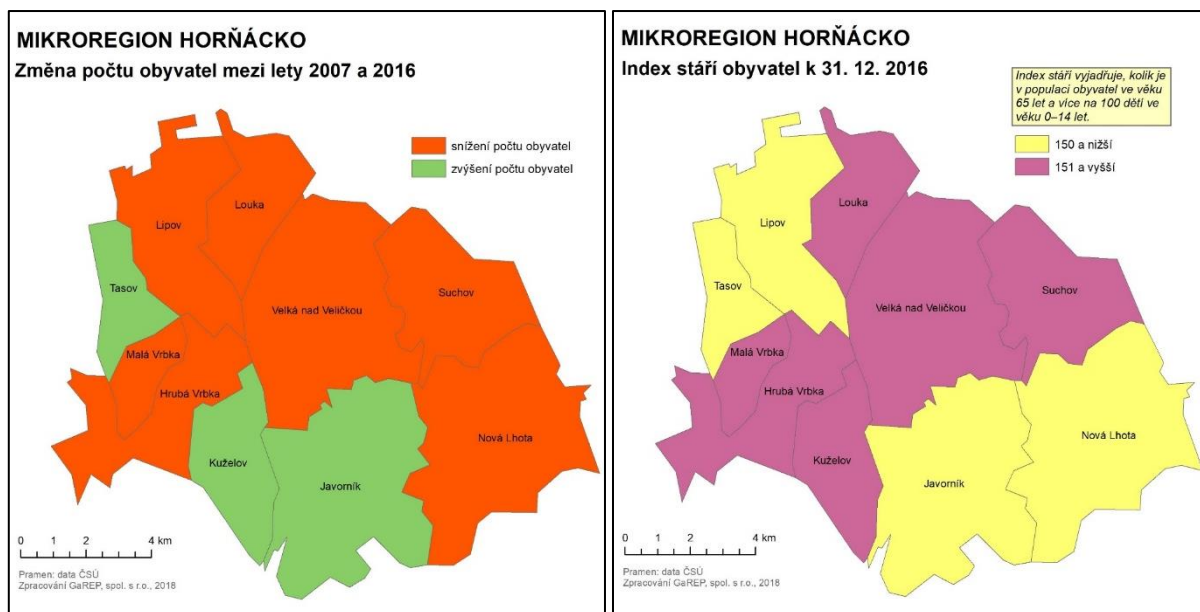 MIKROREGION HORŇÁCKO
Změna počtu obyvatel mezi lety 2007 a 2016
snížení počtu obyvatel
zvýšení počtu obyvatel
Louka
Lipov
Tasov
Suchov
Velká nad Veličkou
Malá Vrbka
Hrubá Vrbka
Nová Lhota
Kuželov
Javorník
0 1 2 4 km
Pramen: data ČSÚ
Zpracování GaREP, spol. s r.o., 2018
MIKROREGION HORŇÁCKO
Index stáří obyvatel k 31. 12. 2016
Index stáří vyjadřuje, kolik je
v populaci obyvatel ve věku
65 let a více na 100 dětí ve
věku 0–14 let.
150 a nižší
151 a vyšší
Louka
Lipov
Tasov
Suchov
Velká nad Veličkou
Malá Vrbka
Hrubá Vrbka
Nová Lhota
Kuželov
Javorník
0 1 2 4 km
Pramen: data ČSÚ
Zpracování GaREP, spol. s r.o., 2018